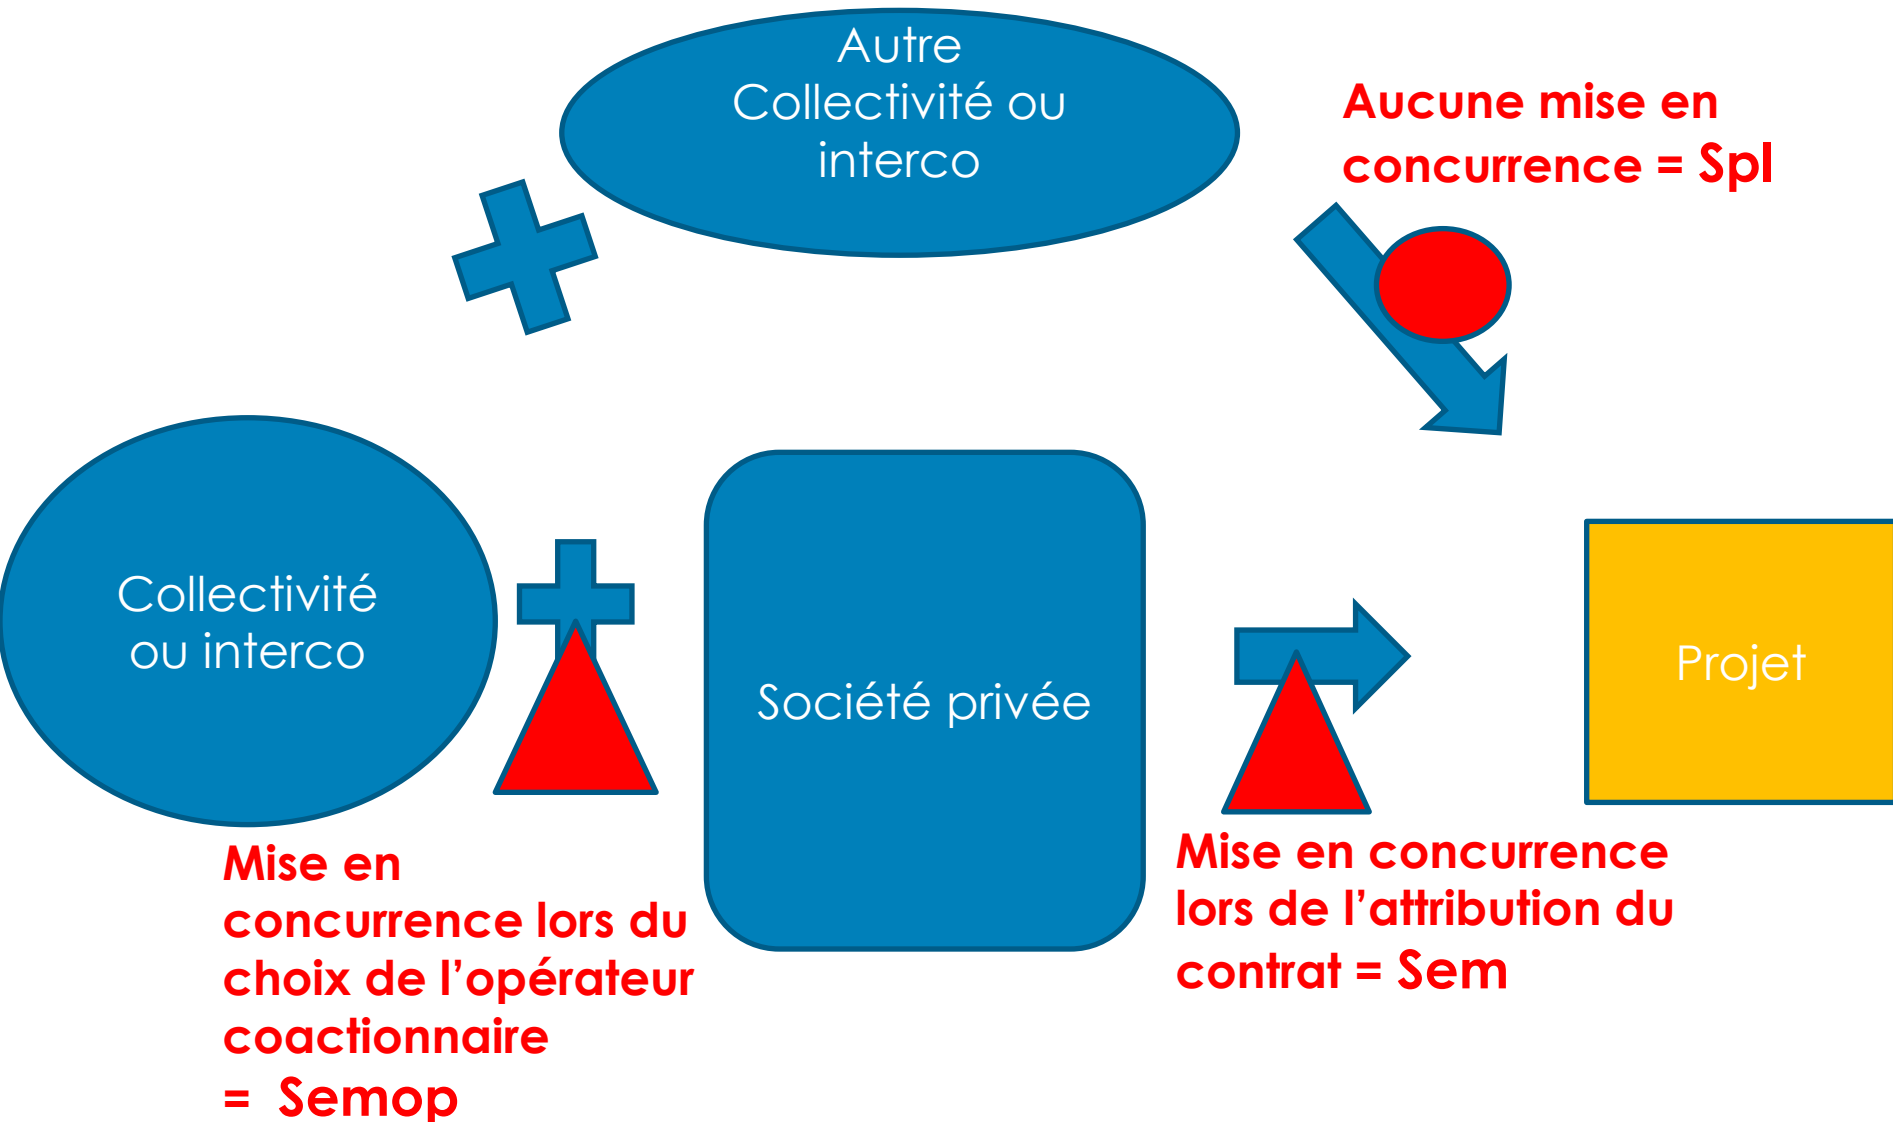 Autre
Collectivité ou
interco
Aucune mise en
concurrence = Spl
Collectivité
ou interco
Société privée
Projet
Mise en
concurrence lors du
choix de l’opérateur
coactionnaire
= Semop
Mise en concurrence
lors de l’attribution du
contrat = Sem